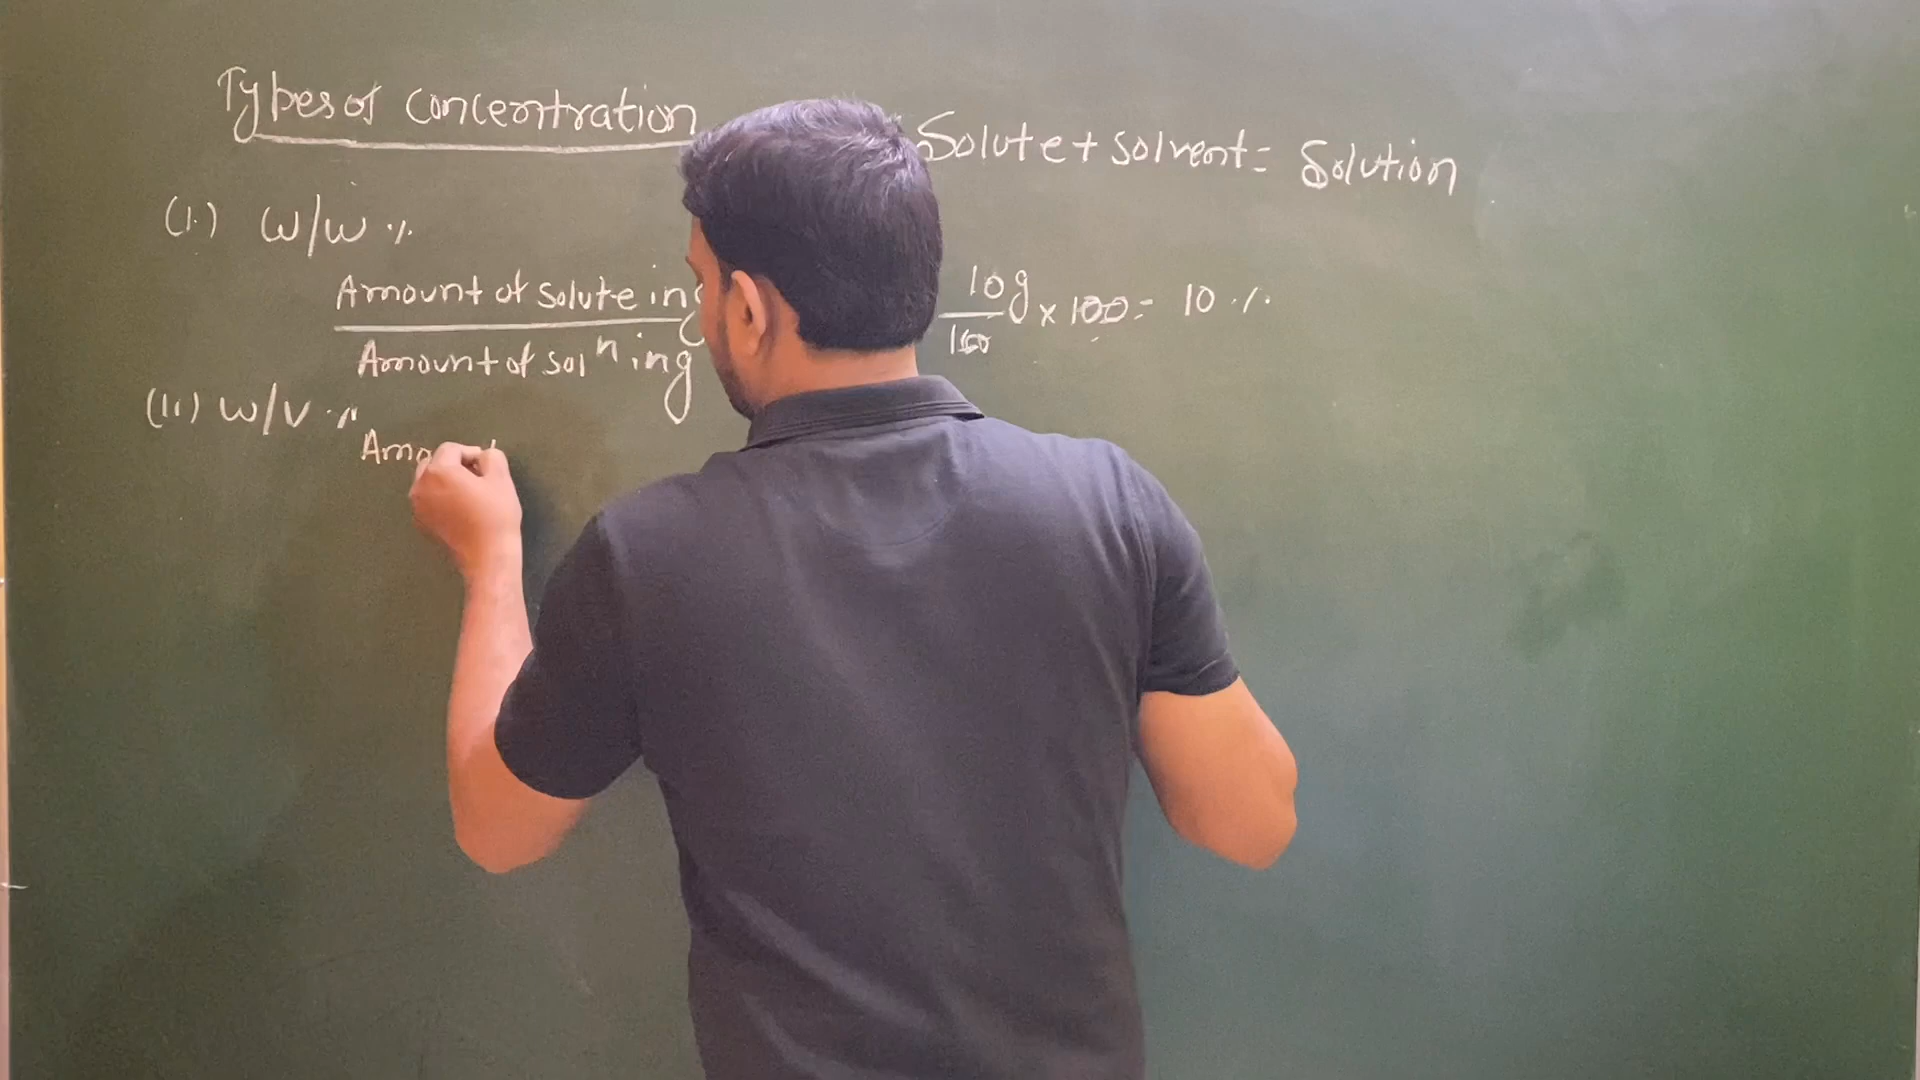 Types of concentration
Solute + solvent = Solution
(i.) w/w %
Amount of solute in g
Amount of solⁿ in g
10g
100
x 100 = 10 %
(ii) w/v %